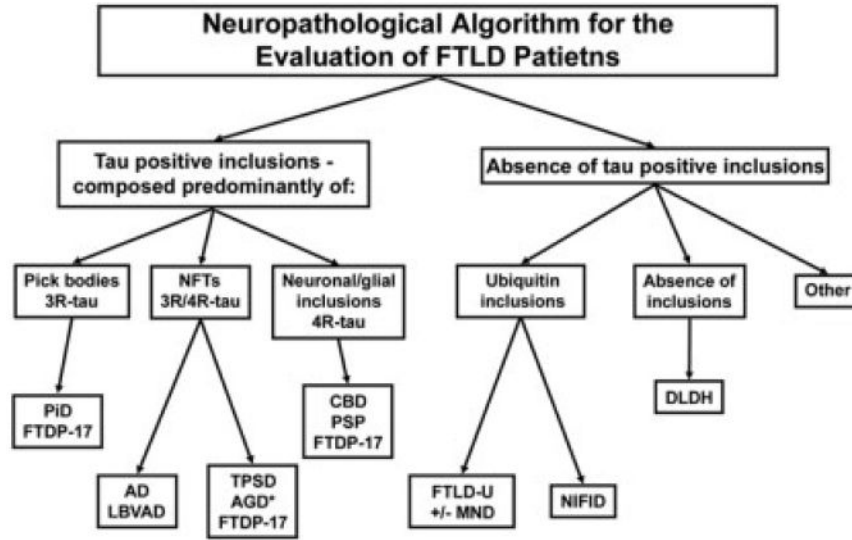 Neuropathological Algorithm for the
Evaluation of FTLD Patietns
Tau positive inclusions -
composed predominantly of:
Absence of tau positive inclusions
Pick bodies
3R-tau
NFTs
3R/4R-tau
Neuronal/glial
inclusions
4R-tau
Ubiquitin
inclusions
Absence of
inclusions
Other
PiD
FTDP-17
CBD
PSP
FTDP-17
DLDH
AD
LBVAD
TPSD
AGD*
FTDP-17
FTLD-U
+/- MND
NIFID